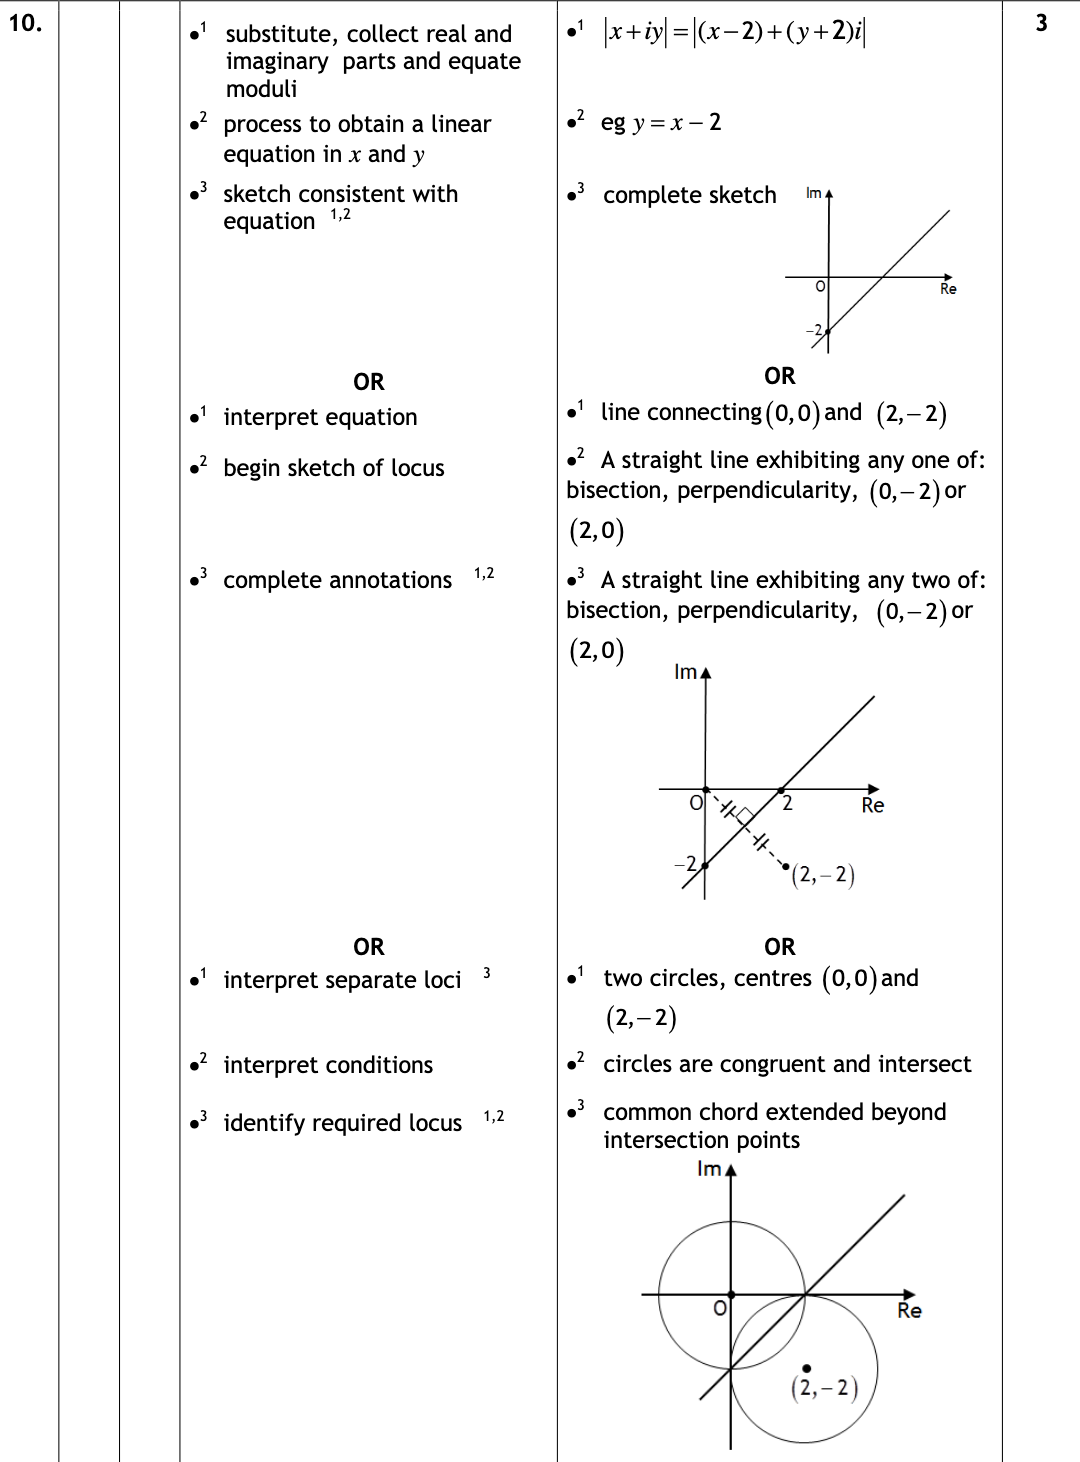 10.
•¹ substitute, collect real and
imaginary parts and equate
moduli
•¹ |x+iy|=|(x−2)+(y+2)i|
3
•² process to obtain a linear
equation in x and y
•² eg y = x − 2
•³ sketch consistent with
equation 1,2
•³ complete sketch
Im
O
Re
−2
OR
OR
•¹ interpret equation
•¹ line connecting (0,0) and (2,−2)
•² begin sketch of locus
•² A straight line exhibiting any one of:
bisection, perpendicularity, (0,−2) or
(2,0)
•³ complete annotations 1,2
•³ A straight line exhibiting any two of:
bisection, perpendicularity, (0,−2) or
(2,0)
Im
O
2
Re
−2
(2,−2)
OR
OR
•¹ interpret separate loci 3
•¹ two circles, centres (0,0) and
(2,−2)
•² interpret conditions
•² circles are congruent and intersect
•³ identify required locus 1,2
•³ common chord extended beyond
intersection points
Im
O
Re
(2,−2)